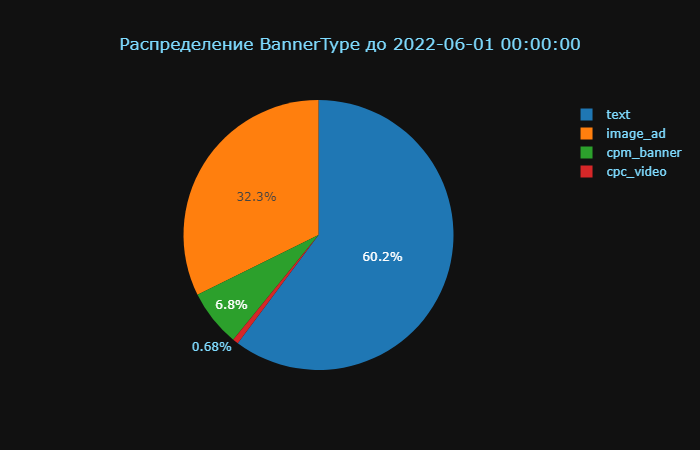 Распределение BannerType до 2022-06-01 00:00:00
text
image_ad
cpm_banner
cpc_video
32.3%
60.2%
6.8%
0.68%